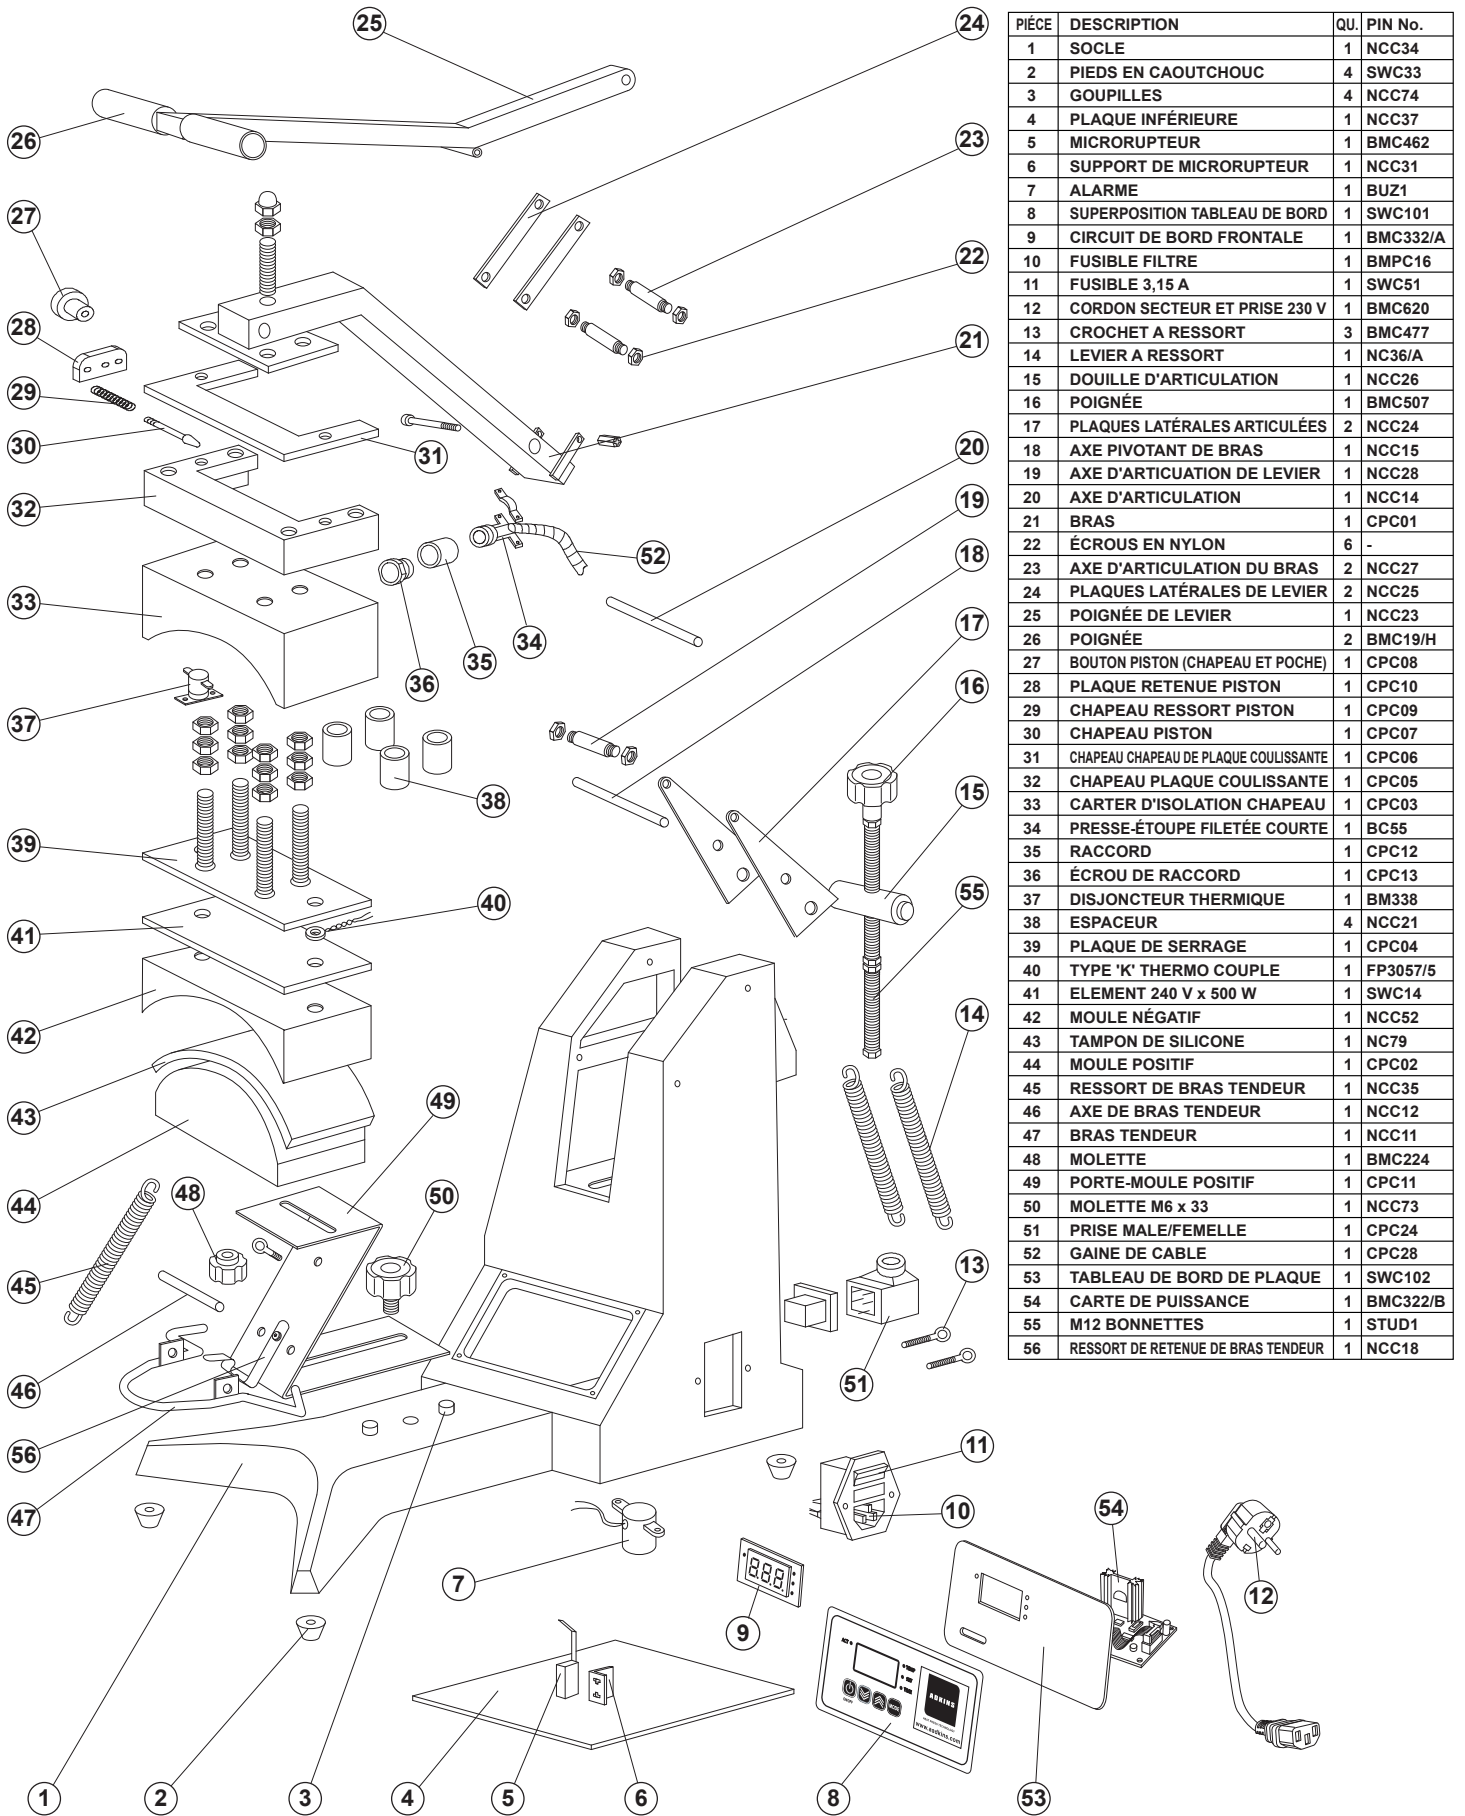 PIÉCE DESCRIPTION QU. PIN No.
1 SOCLE 1 NCC34
2 PIEDS EN CAOUTCHOUC 4 SWC33
3 GOUPILLES 4 NCC74
4 PLAQUE INFÉRIEURE 1 NCC37
5 MICRORUPTEUR 1 BMC462
6 SUPPORT DE MICRORUPTEUR 1 NCC31
7 ALARME 1 BUZ1
8 SUPERPOSITION TABLEAU DE BORD 1 SWC101
9 CIRCUIT DE BORD FRONTALE 1 BMC332/A
10 FUSIBLE FILTRE 1 BMPC16
11 FUSIBLE 3,15 A 1 SWC51
12 CORDON SECTEUR ET PRISE 230 V 1 BMC620
13 CROCHET A RESSORT 3 BMC477
14 LEVIER A RESSORT 1 NC36/A
15 DOUILLE D'ARTICULATION 1 NCC26
16 POIGNÉE 1 BMC507
17 PLAQUES LATÉRALES ARTICULÉES 2 NCC24
18 AXE PIVOTANT DE BRAS 1 NCC15
19 AXE D'ARTICUATION DE LEVIER 1 NCC28
20 AXE D'ARTICULATION 1 NCC14
21 BRAS 1 CPC01
22 ÉCROUS EN NYLON 6 -
23 AXE D'ARTICULATION DU BRAS 2 NCC27
24 PLAQUES LATÉRALES DE LEVIER 2 NCC25
25 POIGNÉE DE LEVIER 1 NCC23
26 POIGNÉE 2 BMC19/H
27 BOUTON PISTON (CHAPEAU ET POCHE) 1 CPC08
28 PLAQUE RETENUE PISTON 1 CPC10
29 CHAPEAU RESSORT PISTON 1 CPC09
30 CHAPEAU PISTON 1 CPC07
31 CHAPEAU CHAPEAU DE PLAQUE COULISSANTE 1 CPC06
32 CHAPEAU PLAQUE COULISSANTE 1 CPC05
33 CARTER D'ISOLATION CHAPEAU 1 CPC03
34 PRESSE-ÉTOUPE FILETÉE COURTE 1 BC55
35 RACCORD 1 CPC12
36 ÉCROU DE RACCORD 1 CPC13
37 DISJONCTEUR THERMIQUE 1 BM338
38 ESPACEUR 4 NCC21
39 PLAQUE DE SERRAGE 1 CPC04
40 TYPE 'K' THERMO COUPLE 1 FP3057/5
41 ELEMENT 240 V x 500 W 1 SWC14
42 MOULE NÉGATIF 1 NCC52
43 TAMPON DE SILICONE 1 NC79
44 MOULE POSITIF 1 CPC02
45 RESSORT DE BRAS TENDEUR 1 NCC35
46 AXE DE BRAS TENDEUR 1 NCC12
47 BRAS TENDEUR 1 NCC11
48 MOLETTE 1 BMC224
49 PORTE-MOULE POSITIF 1 CPC11
50 MOLETTE M6 x 33 1 NCC73
51 PRISE MALE/FEMELLE 1 CPC24
52 GAINE DE CABLE 1 CPC28
53 TABLEAU DE BORD DE PLAQUE 1 SWC102
54 CARTE DE PUISSANCE 1 BMC322/B
55 M12 BONNETTES 1 STUD1
56 RESSORT DE RETENUE DE BRAS TENDEUR 1 NCC18
25
24
26
23
27
22
28
21
29
30
31
20
32
19
52
18
33
34
35
17
36
16
37
38
15
39
40
55
41
14
42
43
49
44
48
50
45
13
46
51
56
11
47
10
54
7
12
9
8.8.8.
ADKINS
www.aadkins.com
1
2
3
4
5
6
8
53